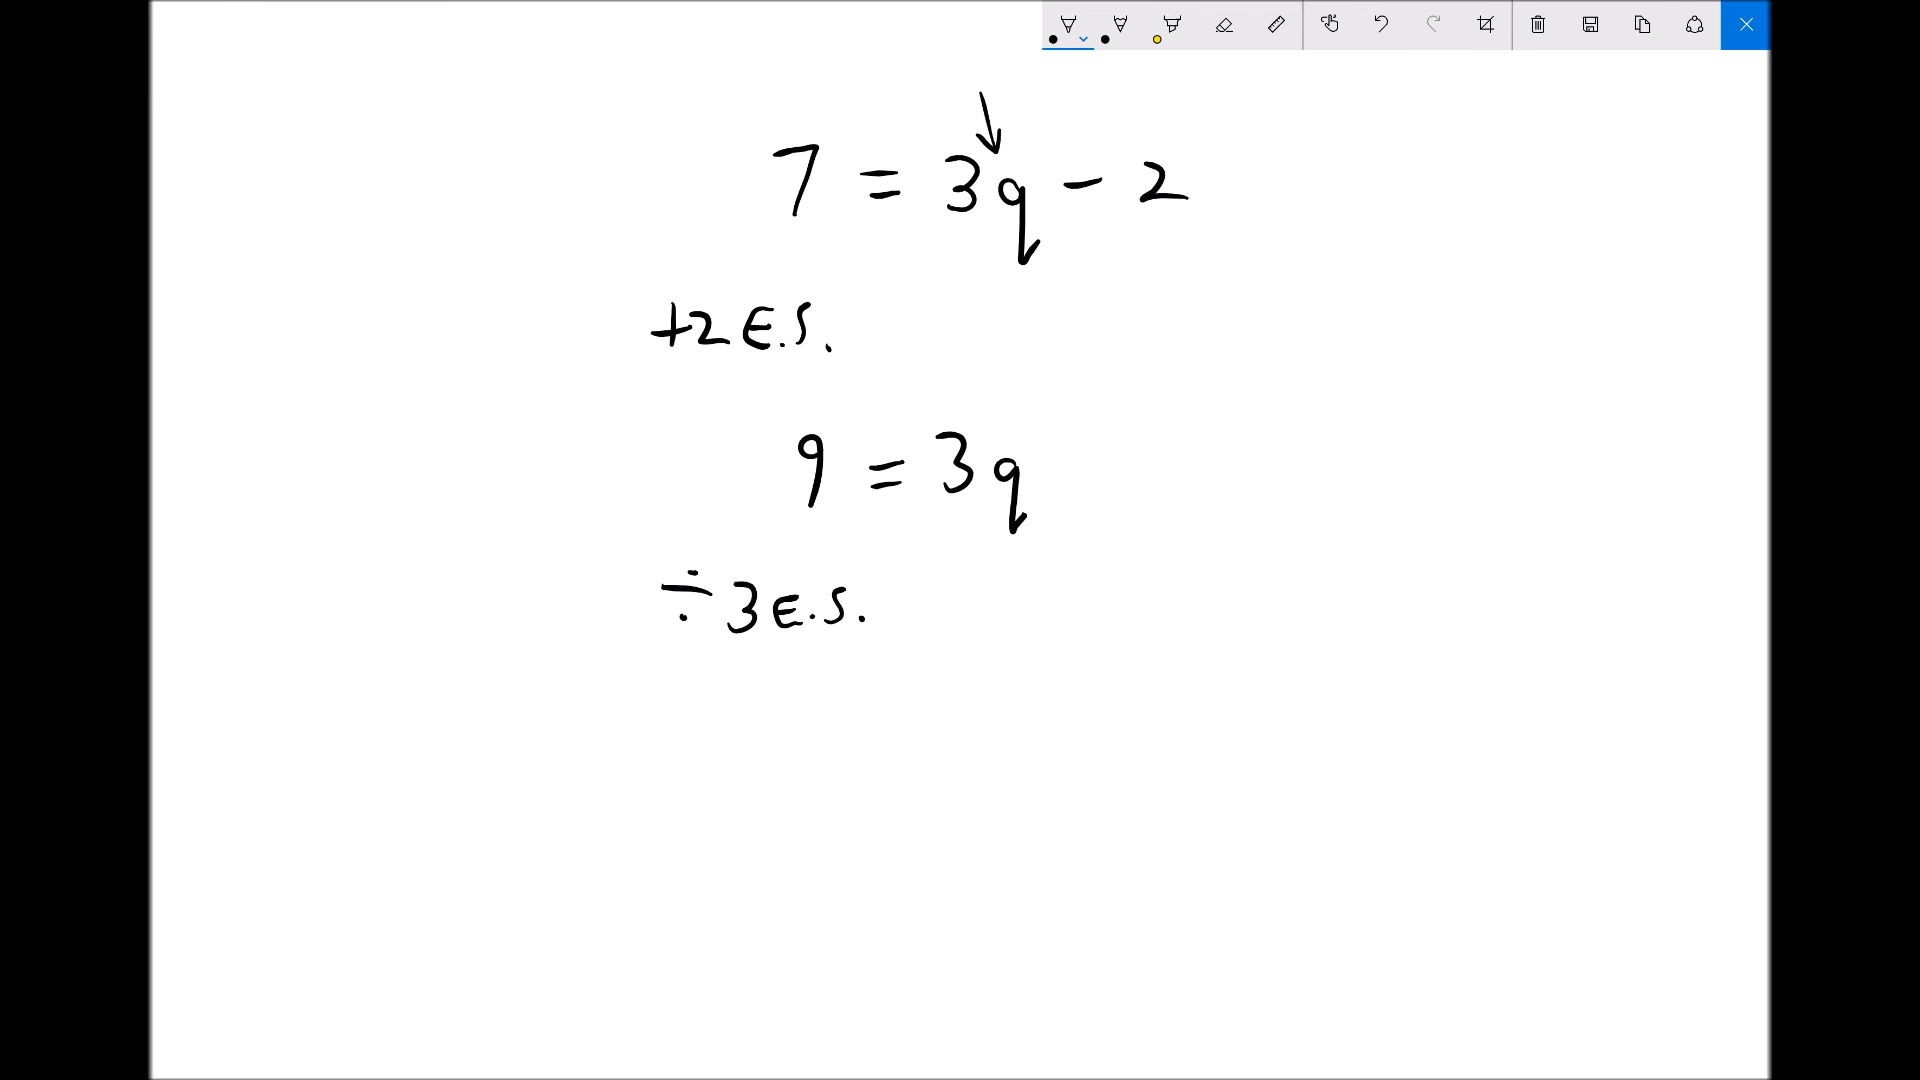 7 = 3q - 2
+2 E.S.
9 = 3q
÷ 3 E.S.